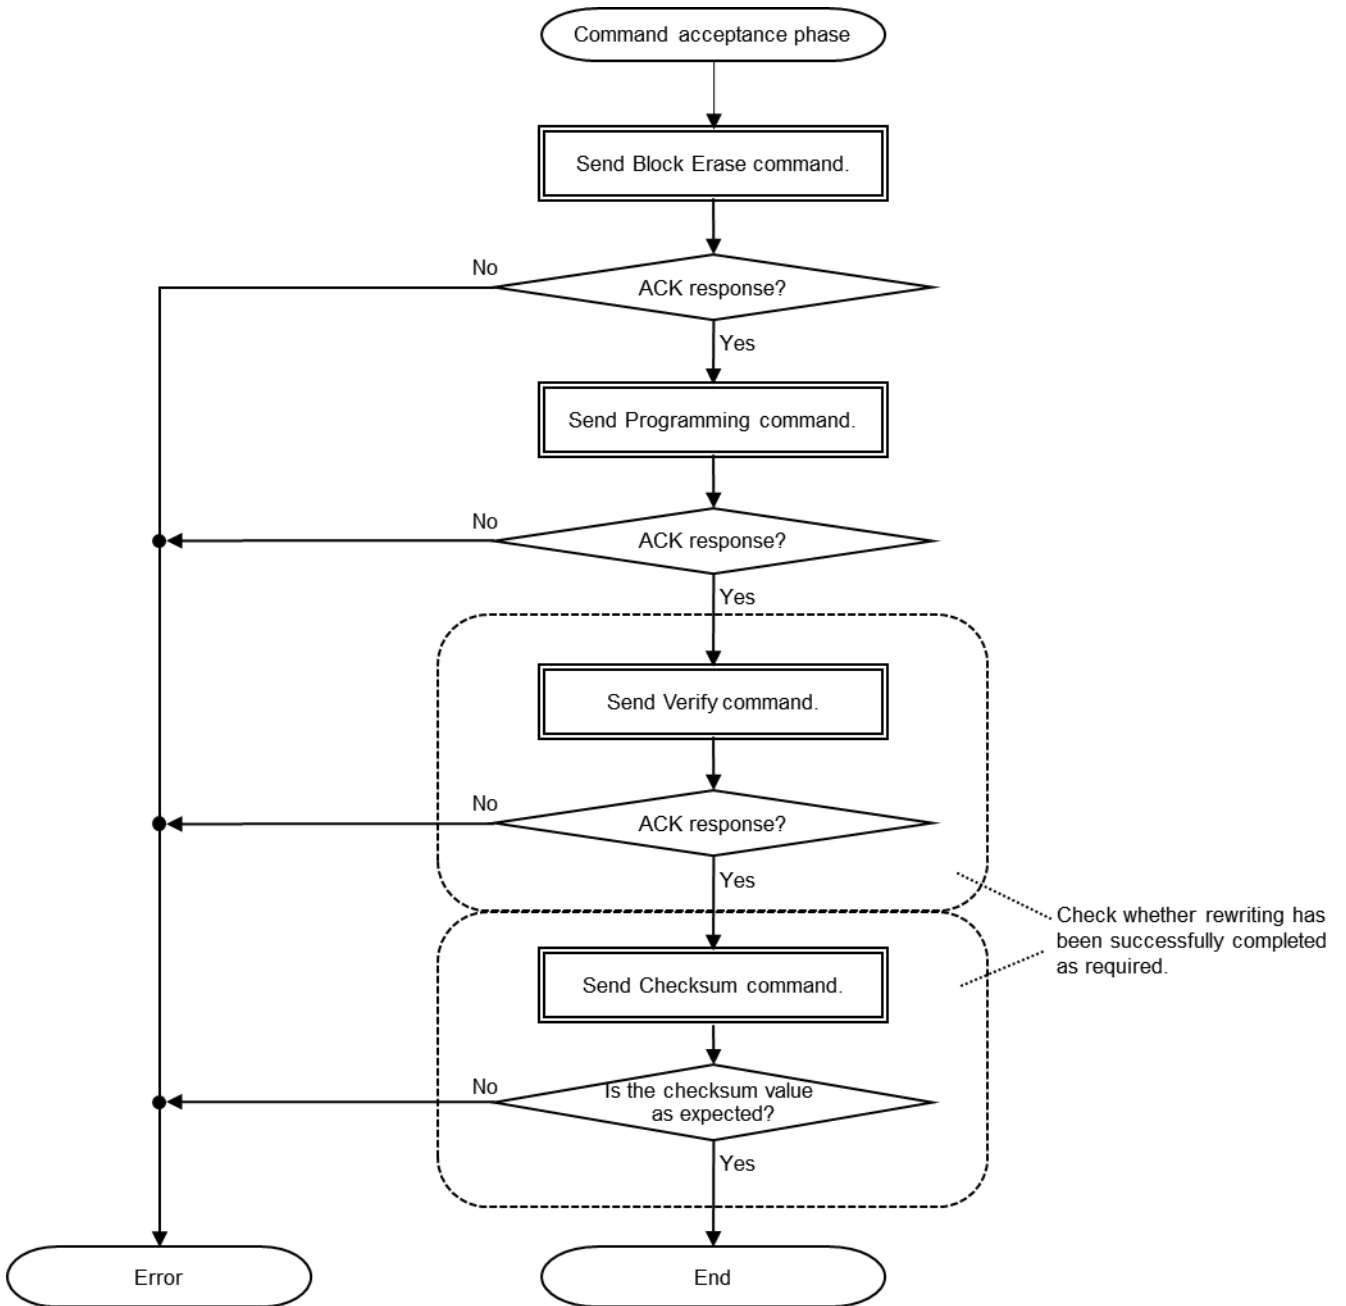 Command acceptance phase
Send Block Erase command.
No
ACK response?
Yes
Send Programming command.
No
ACK response?
Yes
Send Verify command.
No
ACK response?
Yes
Check whether rewriting has
been successfully completed
as required.
Send Checksum command.
No
Is the checksum value
as expected?
Yes
Error
End